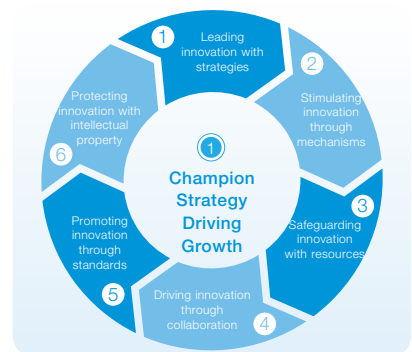 1
Leading
innovation with
strategies
2
Stimulating
innovation
through
mechanisms
3
Safeguarding
innovation
with resources
4
Driving innovation
through
collaboration
5
Promoting
innovation
through
standards
6
Protecting
innovation with
intellectual
property
1
Champion
Strategy
Driving
Growth